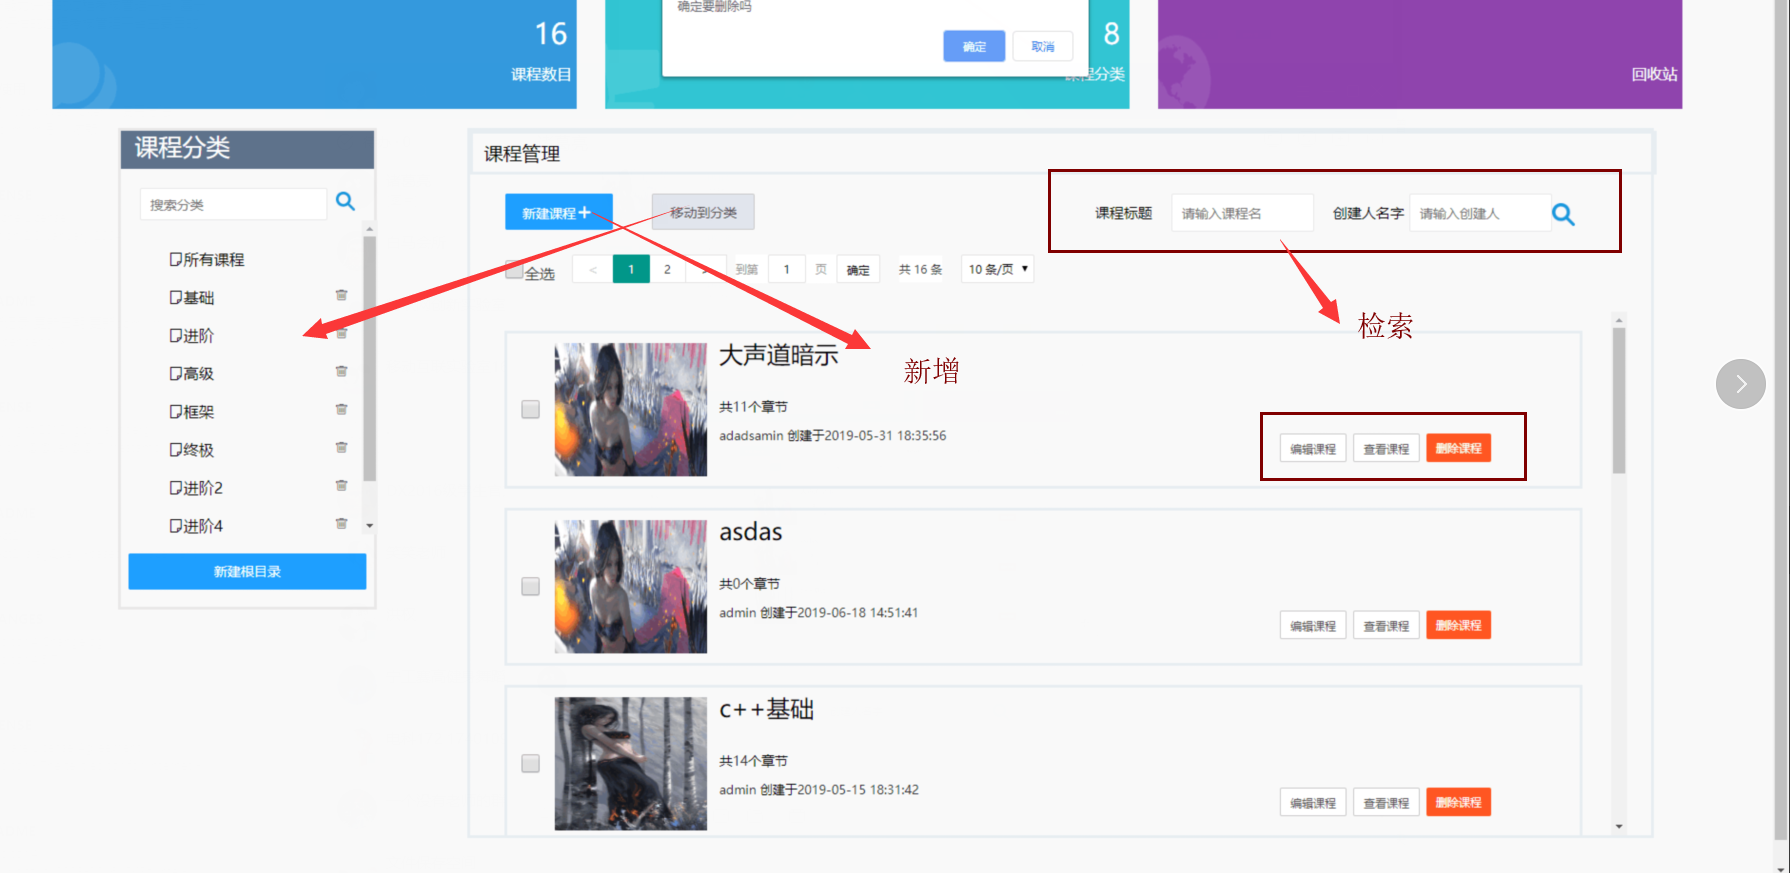 确定要删除吗
确定 取消
16
课程数目
8
课程分类
回收站
课程分类
搜索分类
所有课程
基础
进阶
高级
框架
终极
进阶2
进阶4
新建根目录
课程管理
新建课程+ 移动到分类 课程标题 请输入课程名 创建人名字 请输入创建人
全选 < 1 2 > 到第 1 页 确定 共 16 条 10 条/页
检索
新增
大声道暗示
共11个章节
adadsamin 创建于2019-05-31 18:35:56
编辑课程 查看课程 删除课程
asdas
共0个章节
admin 创建于2019-06-18 14:51:41
编辑课程 查看课程 删除课程
c++基础
共14个章节
admin 创建于2019-05-15 18:31:42
编辑课程 查看课程 删除课程